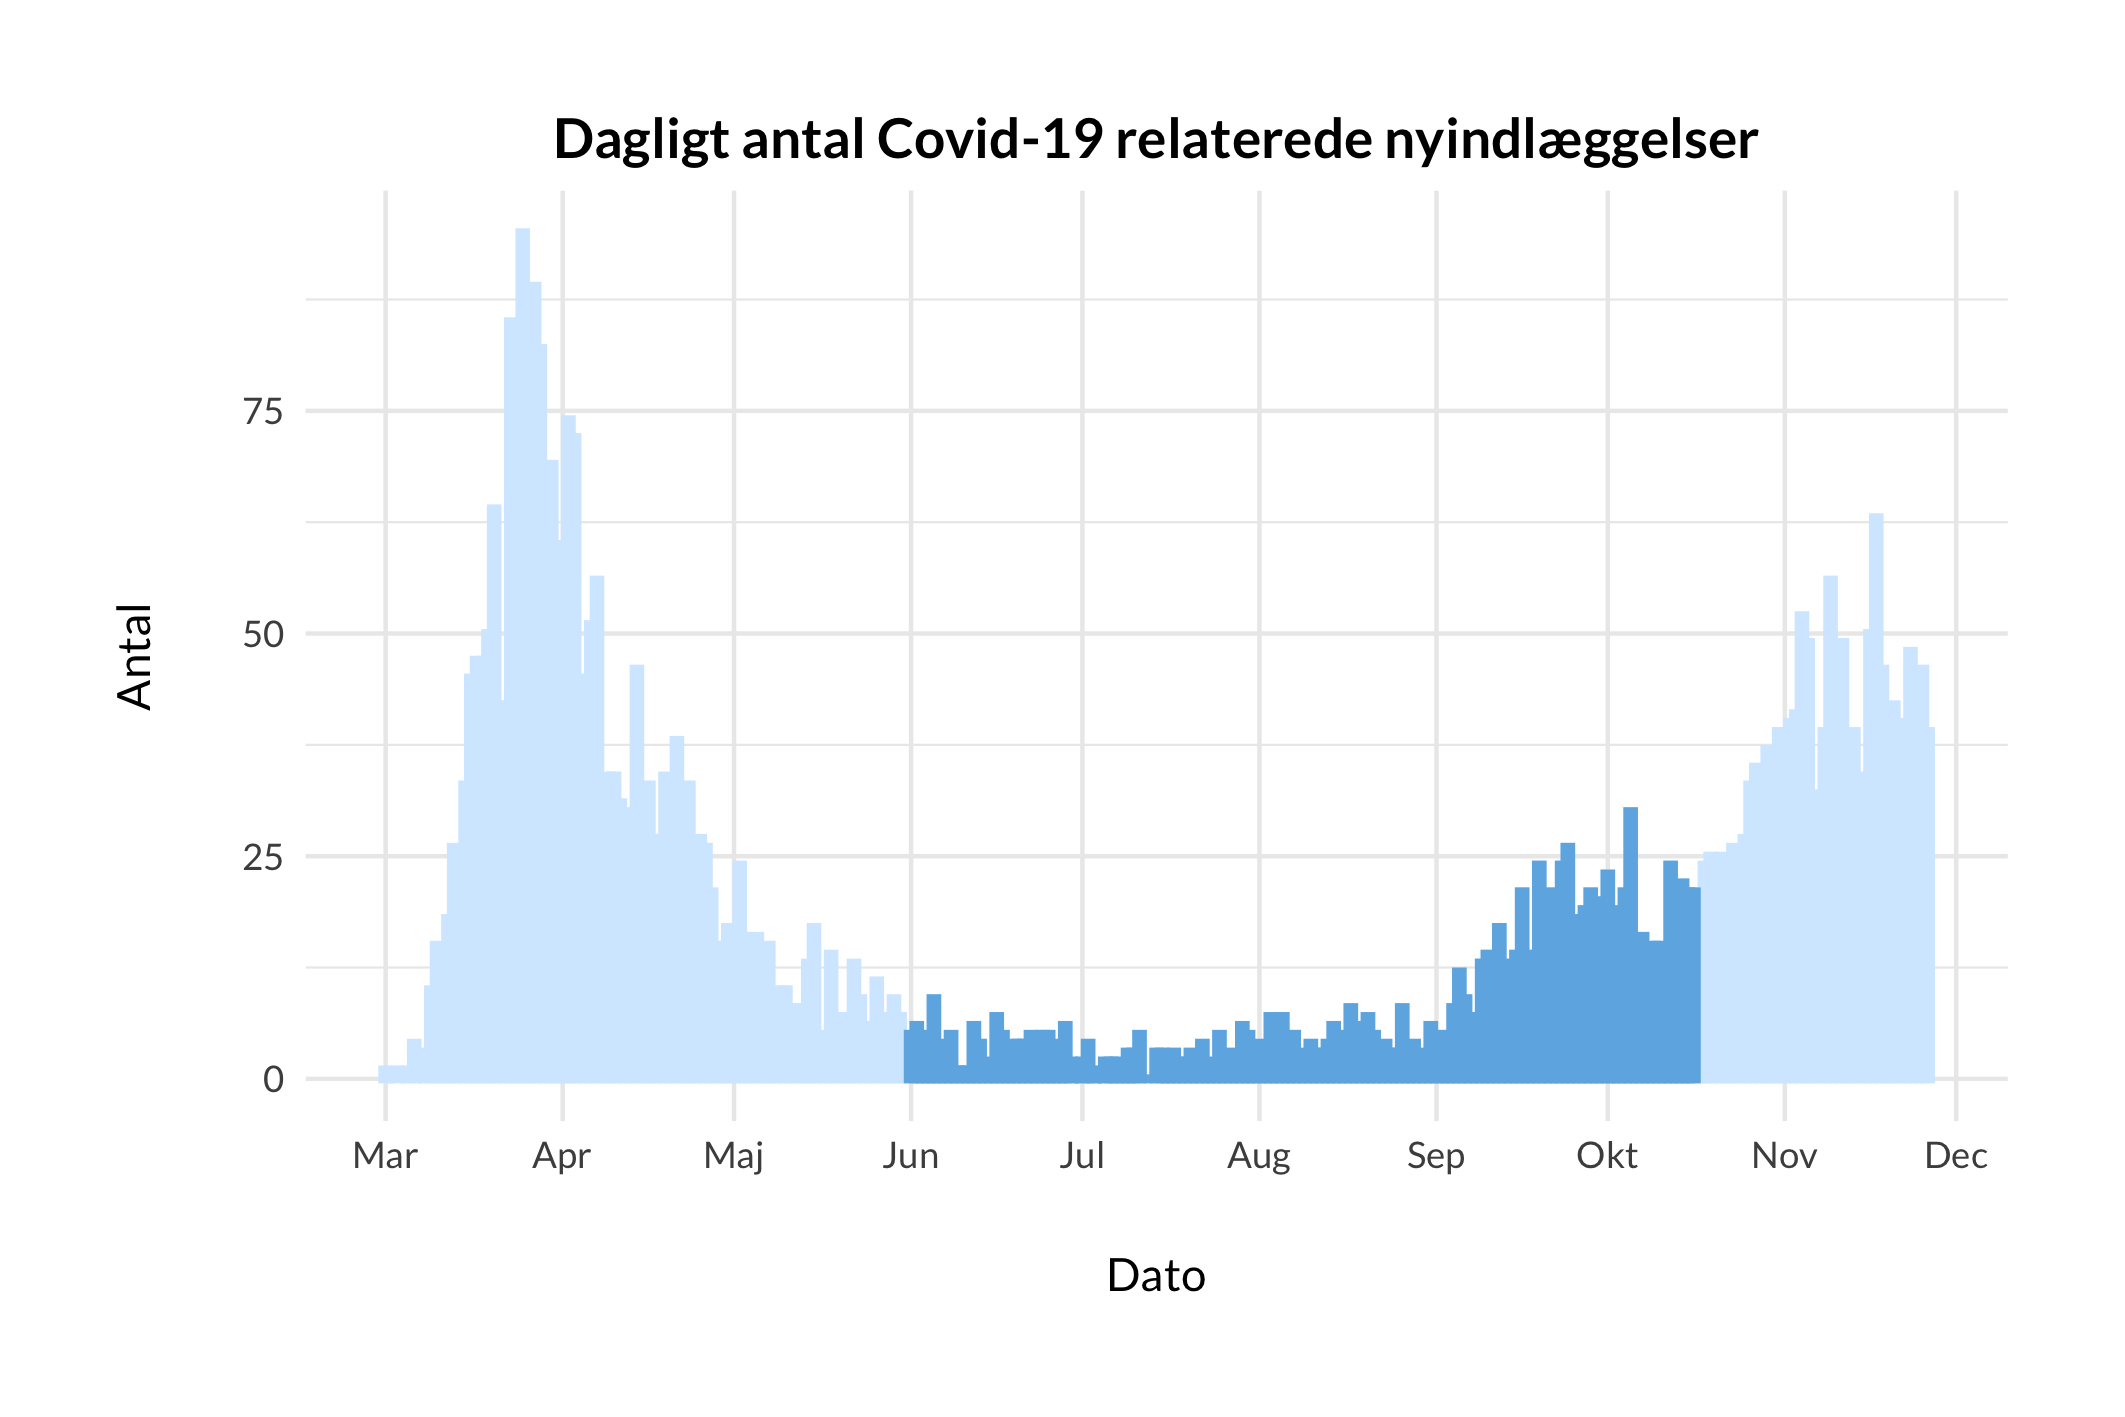 Dagligt antal Covid-19 relaterede nyindlæggelser
Antal
75
50
25
0
Mar Apr Maj Jun Jul Aug Sep Okt Nov Dec
Dato